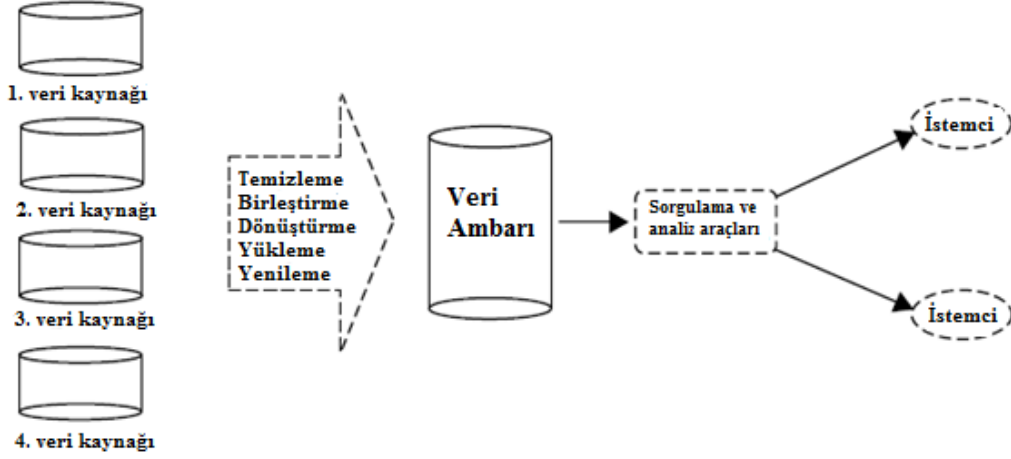 1. veri kaynağı
2. veri kaynağı
3. veri kaynağı
4. veri kaynağı
Temizleme
Birleştirme
Dönüştürme
Yükleme
Yenileme
Veri
Ambarı
Sorgulama ve
analiz araçları
İstemci
İstemci